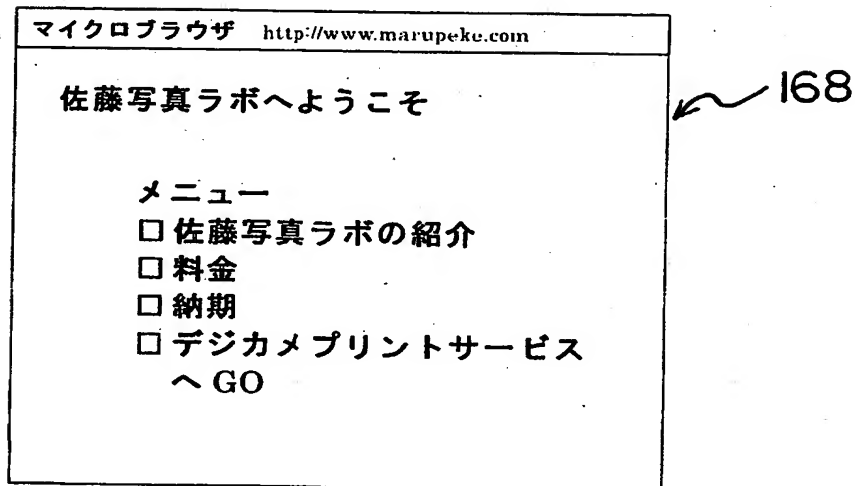 マイクロブラウザ http://www.marupeke.com
佐藤写真ラボへようこそ
168
メニュー
□佐藤写真ラボの紹介
□料金
□納期
□デジカメプリントサービス
へGO